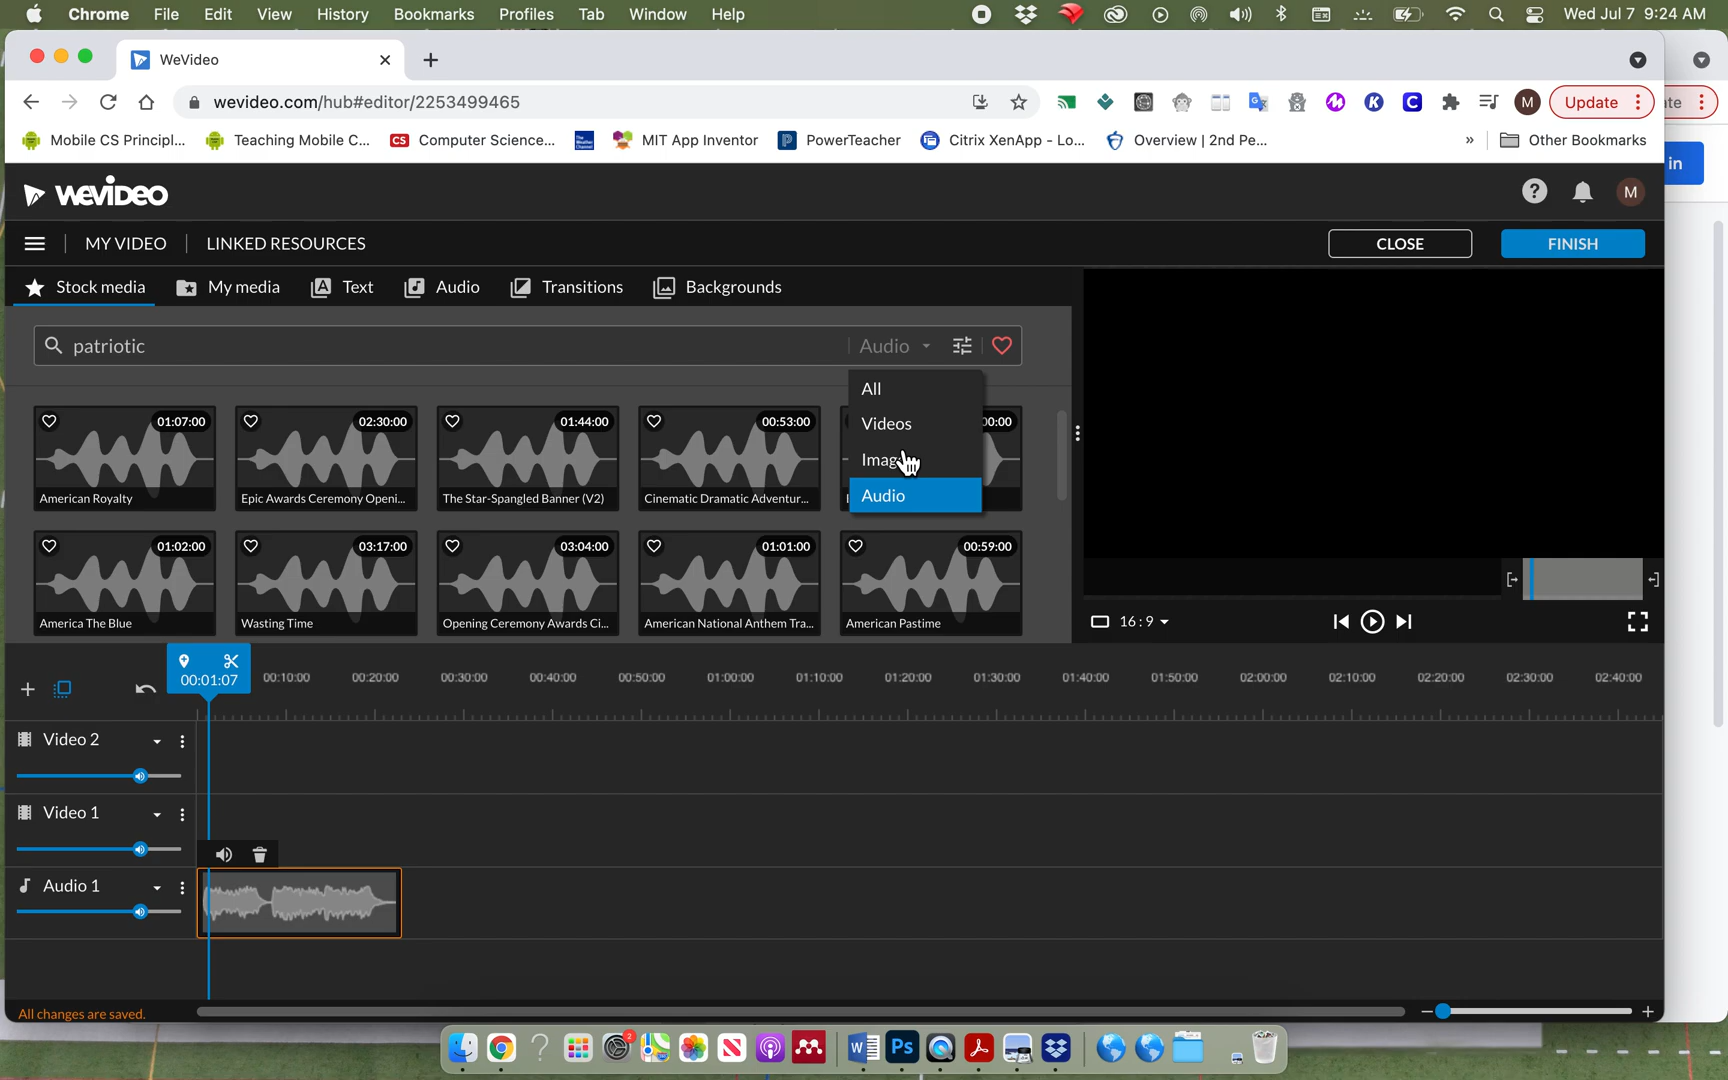 Chrome File Edit View History Bookmarks Profiles Tab Window Help Wed Jul 7 9:24 AM
WeVideo
wevideo.com/hub#editor/2253499465 M Update
Mobile CS Principl... Teaching Mobile C... CS Computer Science... MIT App Inventor PowerTeacher Citrix XenApp - Lo... Overview | 2nd Pe... » Other Bookmarks
in
WEVIDEO ? M
MY VIDEO LINKED RESOURCES CLOSE FINISH
Stock media My media Text Audio Transitions Backgrounds
patriotic Audio
All
Videos
Audio
01:07:00 02:30:00 01:44:00 00:53:00
American Royalty Epic Awards Ceremony Openi... The Star-Spangled Banner (V2) Cinematic Dramatic Adventur...
01:02:00 03:17:00 03:04:00 01:01:00 00:59:00
America The Blue Wasting Time Opening Ceremony Awards Ci... American National Anthem Tra... American Pastime
16:9
00:01:07 00:10:00 00:20:00 00:30:00 00:40:00 00:50:00 01:00:00 01:10:00 01:20:00 01:30:00 01:40:00 01:50:00 02:00:00 02:10:00 02:20:00 02:30:00 02:40:00
Video 2
Video 1
Audio 1
All changes are saved.